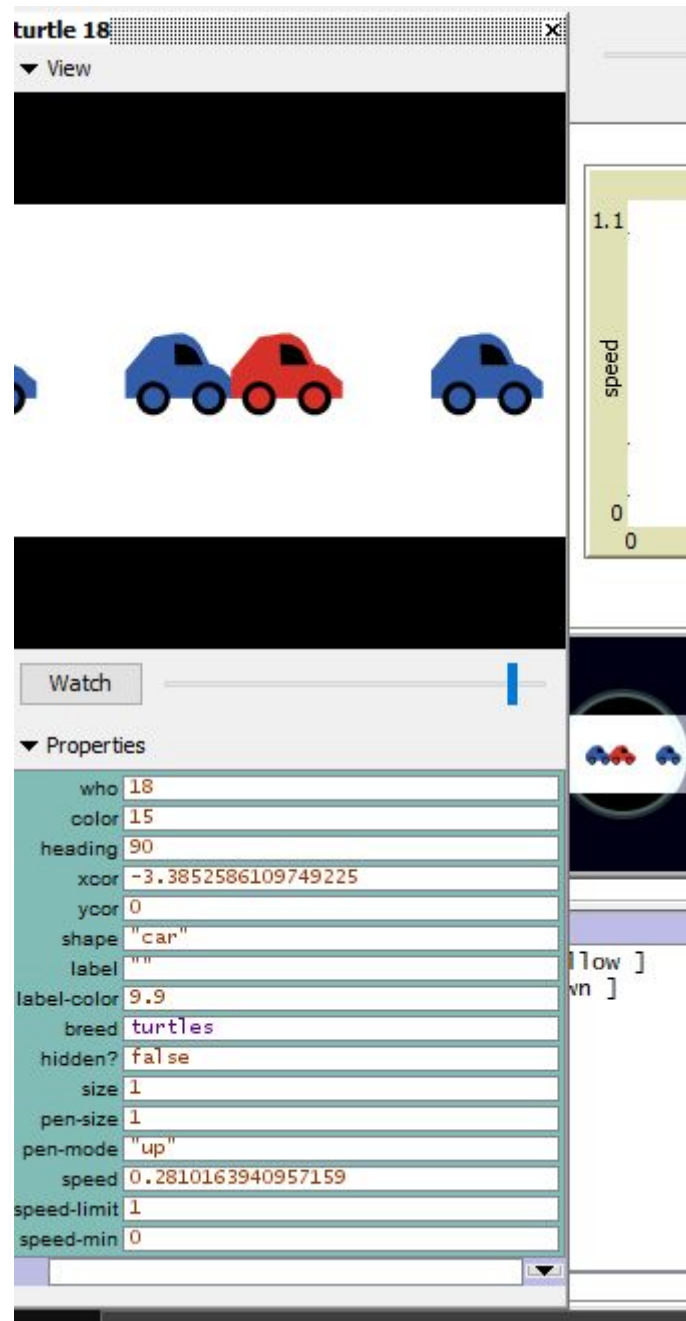 turtle 18
View
1.1
speed
0
0
Watch
Properties
who 18
color 15
heading 90
xcor -3.3852586109749225
ycor 0
shape "car"
label ""
label-color 9.9
breed turtles
hidden? false
size 1
pen-size 1
pen-mode "up"
speed 0.2810163940957159
speed-limit 1
speed-min 0
llow ]
wn ]